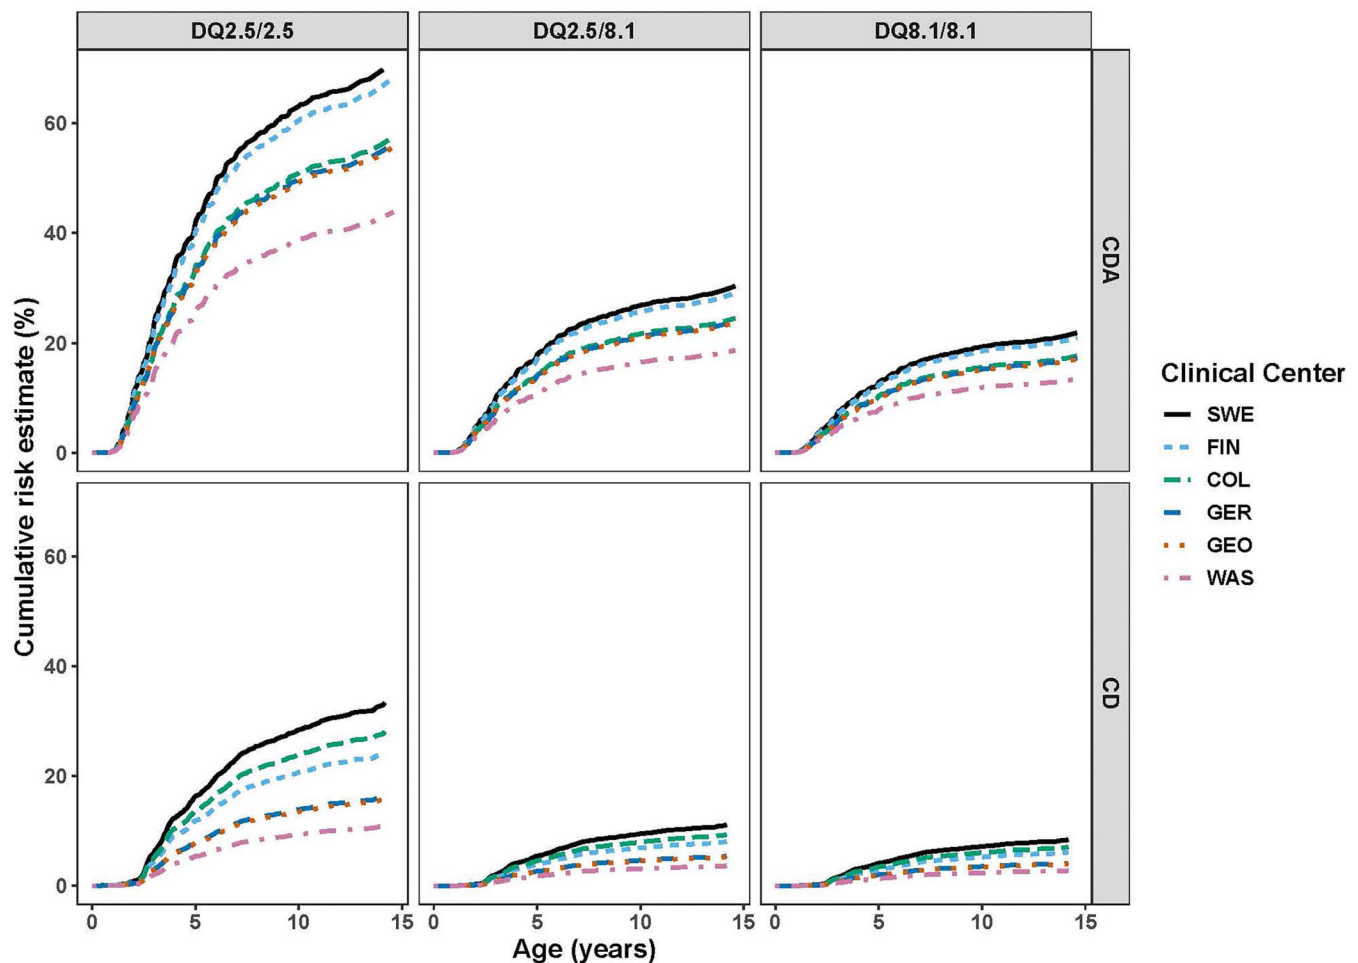 DQ2.5/2.5 DQ2.5/8.1 DQ8.1/8.1
60
40
20
0
CDA
60
40
20
0
CD
Cumulative risk estimate (%)
0 5 10 15 0 5 10 15 0 5 10 15
Age (years)
Clinical Center
SWE
FIN
COL
GER
GEO
WAS